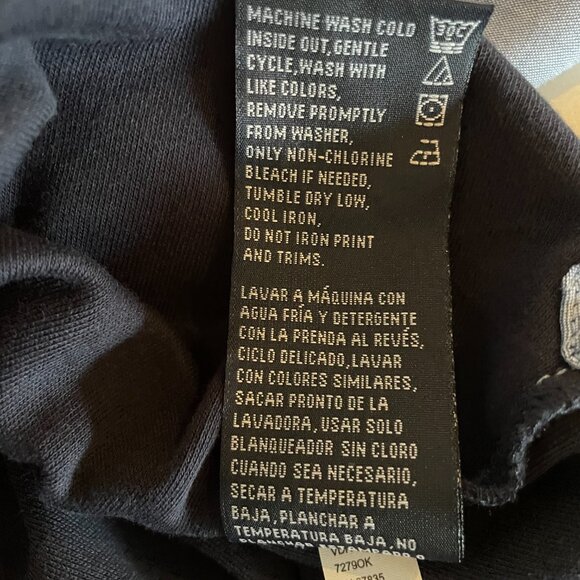 MACHINE WASH COLD
30C
INSIDE OUT, GENTLE
CYCLE, WASH WITH
LIKE COLORS,
REMOVE PROMPTLY
FROM WASHER,
ONLY NON-CHLORINE
BLEACH IF NEEDED,
TUMBLE DRY LOW,
COOL IRON,
DO NOT IRON PRINT
AND TRIMS.
LAVAR A MÁQUINA CON
AGUA FRÍA Y DETERGENTE
CON LA PRENDA AL REVÉS,
CICLO DELICADO, LAVAR
CON COLORES SIMILARES,
SACAR PRONTO DE LA
LAVADORA, USAR SOLO
BLANQUEADOR SIN CLORO
CUANDO SEA NECESARIO,
SECAR A TEMPERATURA
BAJA, PLANCHAR A
TEMPERATURA BAJA, NO
7279OK